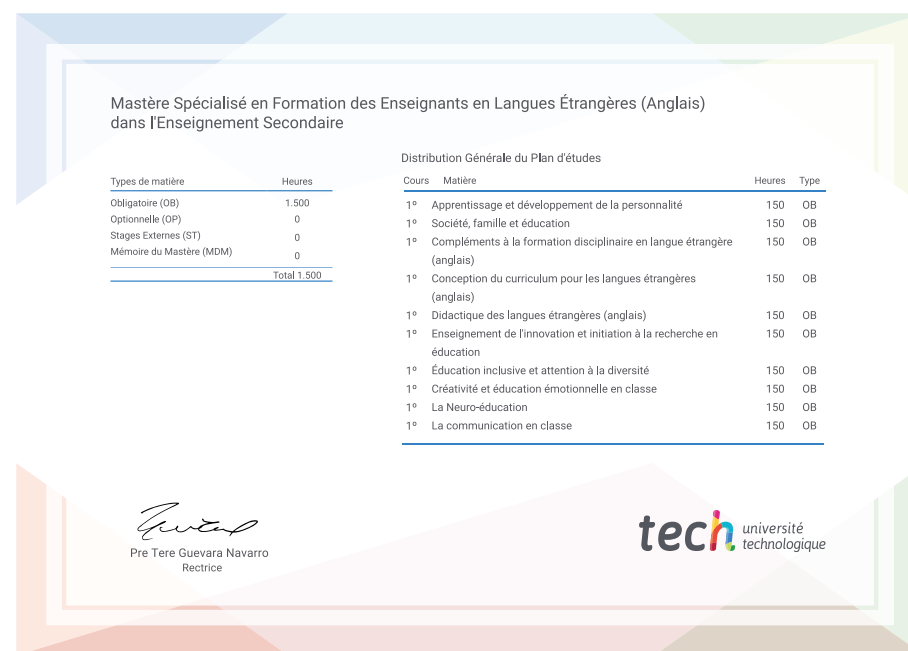 Mastère Spécialisé en Formation des Enseignants en Langues Étrangères (Anglais)
dans l'Enseignement Secondaire
Distribution Générale du Plan d'études
Types de matière Heures
Obligatoire (OB) 1.500
Optionnelle (OP) 0
Stages Externes (ST) 0
Mémoire du Mastère (MDM) 0
Total 1.500
Cours Matière Heures Type
1º Apprentissage et développement de la personnalité 150 OB
1º Société, famille et éducation 150 OB
1º Compléments à la formation disciplinaire en langue étrangère 150 OB
(anglais)
1º Conception du curriculum pour les langues étrangères 150 OB
(anglais)
1º Didactique des langues étrangères (anglais) 150 OB
1º Enseignement de l'innovation et initiation à la recherche en 150 OB
éducation
1º Éducation inclusive et attention à la diversité 150 OB
1º Créativité et éducation émotionnelle en classe 150 OB
1º La Neuro-éducation 150 OB
1º La communication en classe 150 OB
Pre Tere Guevara Navarro
Rectrice
tech université
technologique